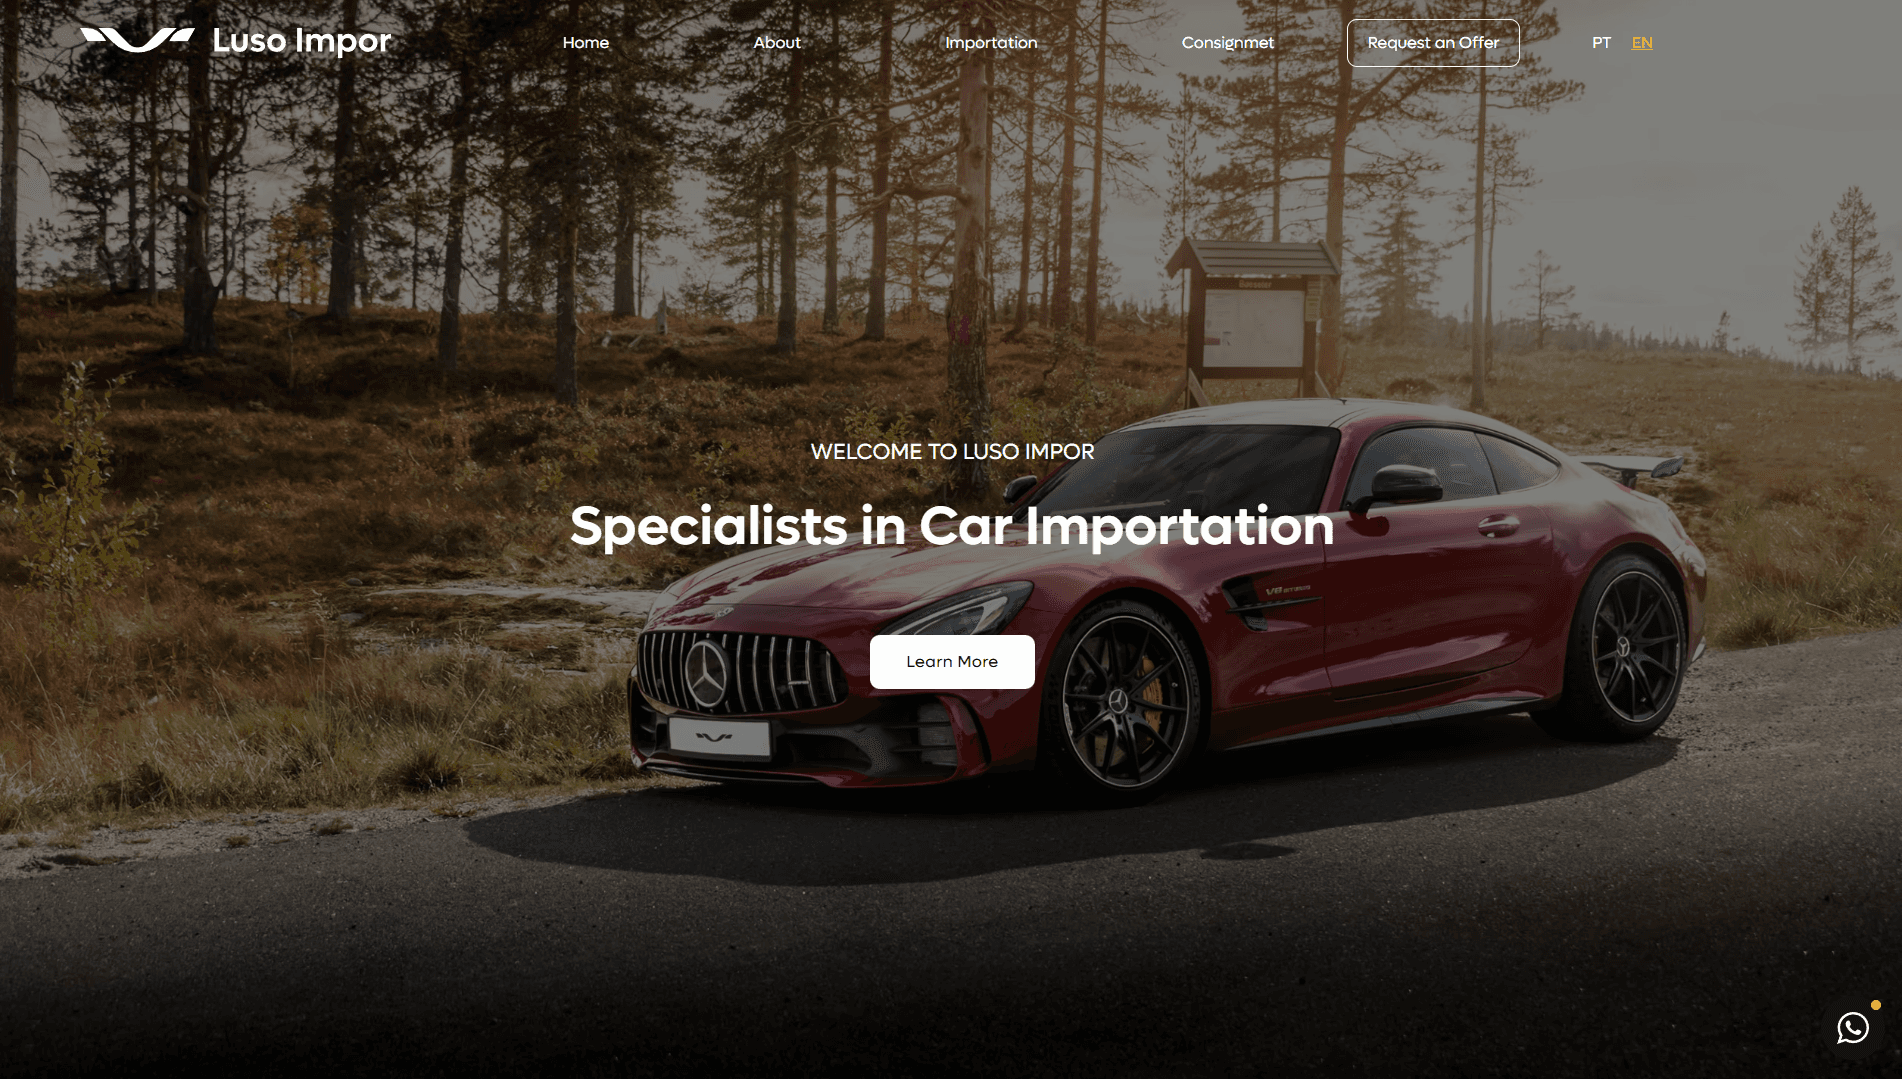 Luso Impor
Home
About
Importation
Consignmet
Request an Offer
PT
EN
WELCOME TO LUSO IMPOR
Specialists in Car Importation
Learn More